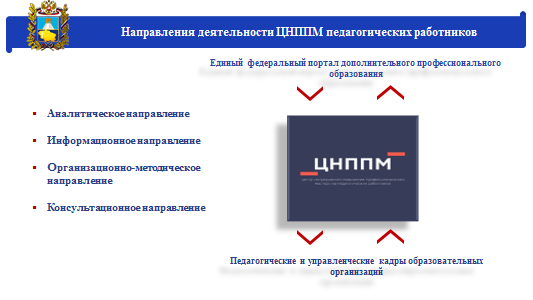 Направления деятельности ЦНППМ педагогических работников
Единый федеральный портал дополнительного профессионального
образования
Аналитическое направление
Информационное направление
Организационно-методическое
направление
Консультационное направление
ЦНППМ
Педагогические и управленческие кадры образовательных
организаций